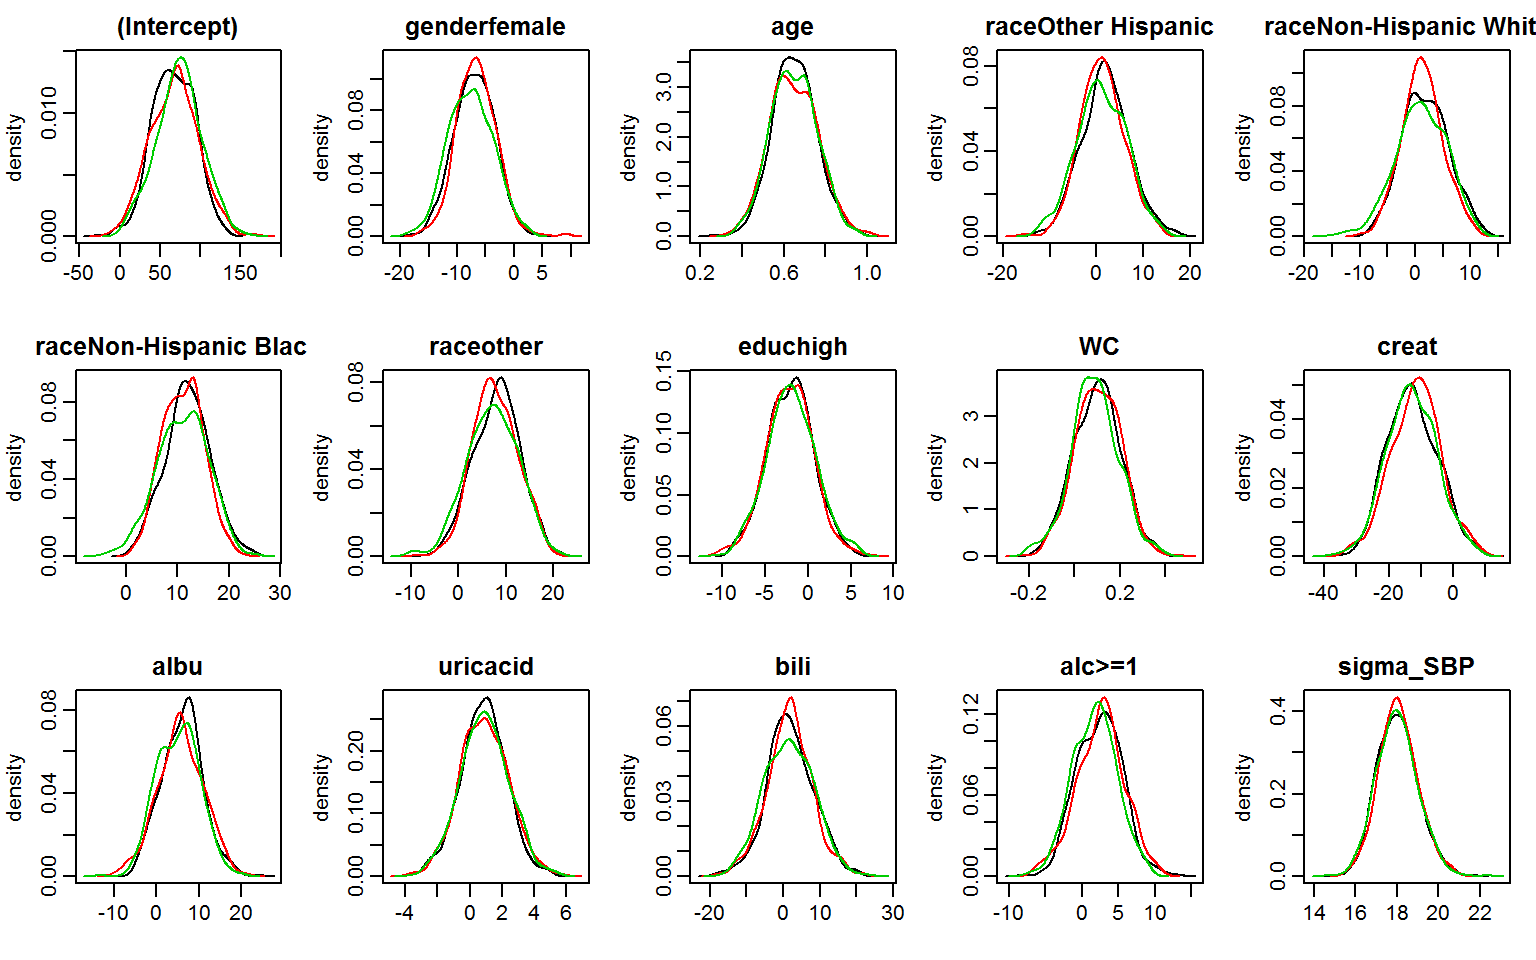 (Intercept) genderfemale age raceOther Hispanic raceNon-Hispanic Whit
density 0.000 0.010 -50 0 50 150
density 0.00 0.04 0.08 -20 -10 0 5
density 0.0 1.0 2.0 3.0 0.2 0.6 1.0
density 0.00 0.04 0.08 -20 0 10 20
density 0.00 0.04 0.08 -20 -10 0 10
raceNon-Hispanic Blac raceother educhigh WC creat
density 0.00 0.04 0.08 0 10 20 30
density 0.00 0.04 0.08 -10 0 10 20
density 0.00 0.05 0.10 0.15 -10 -5 0 5 10
density 0 1 2 3 -0.2 0.2
density 0.00 0.02 0.04 -40 -20 0
albu uricacid bili alc>=1 sigma_SBP
density 0.00 0.04 0.08 -10 0 10 20
density 0.00 0.10 0.20 -4 0 2 4 6
density 0.00 0.03 0.06 -20 0 10 30
density 0.00 0.06 0.12 -10 0 5 10
density 0.0 0.2 0.4 14 16 18 20 22